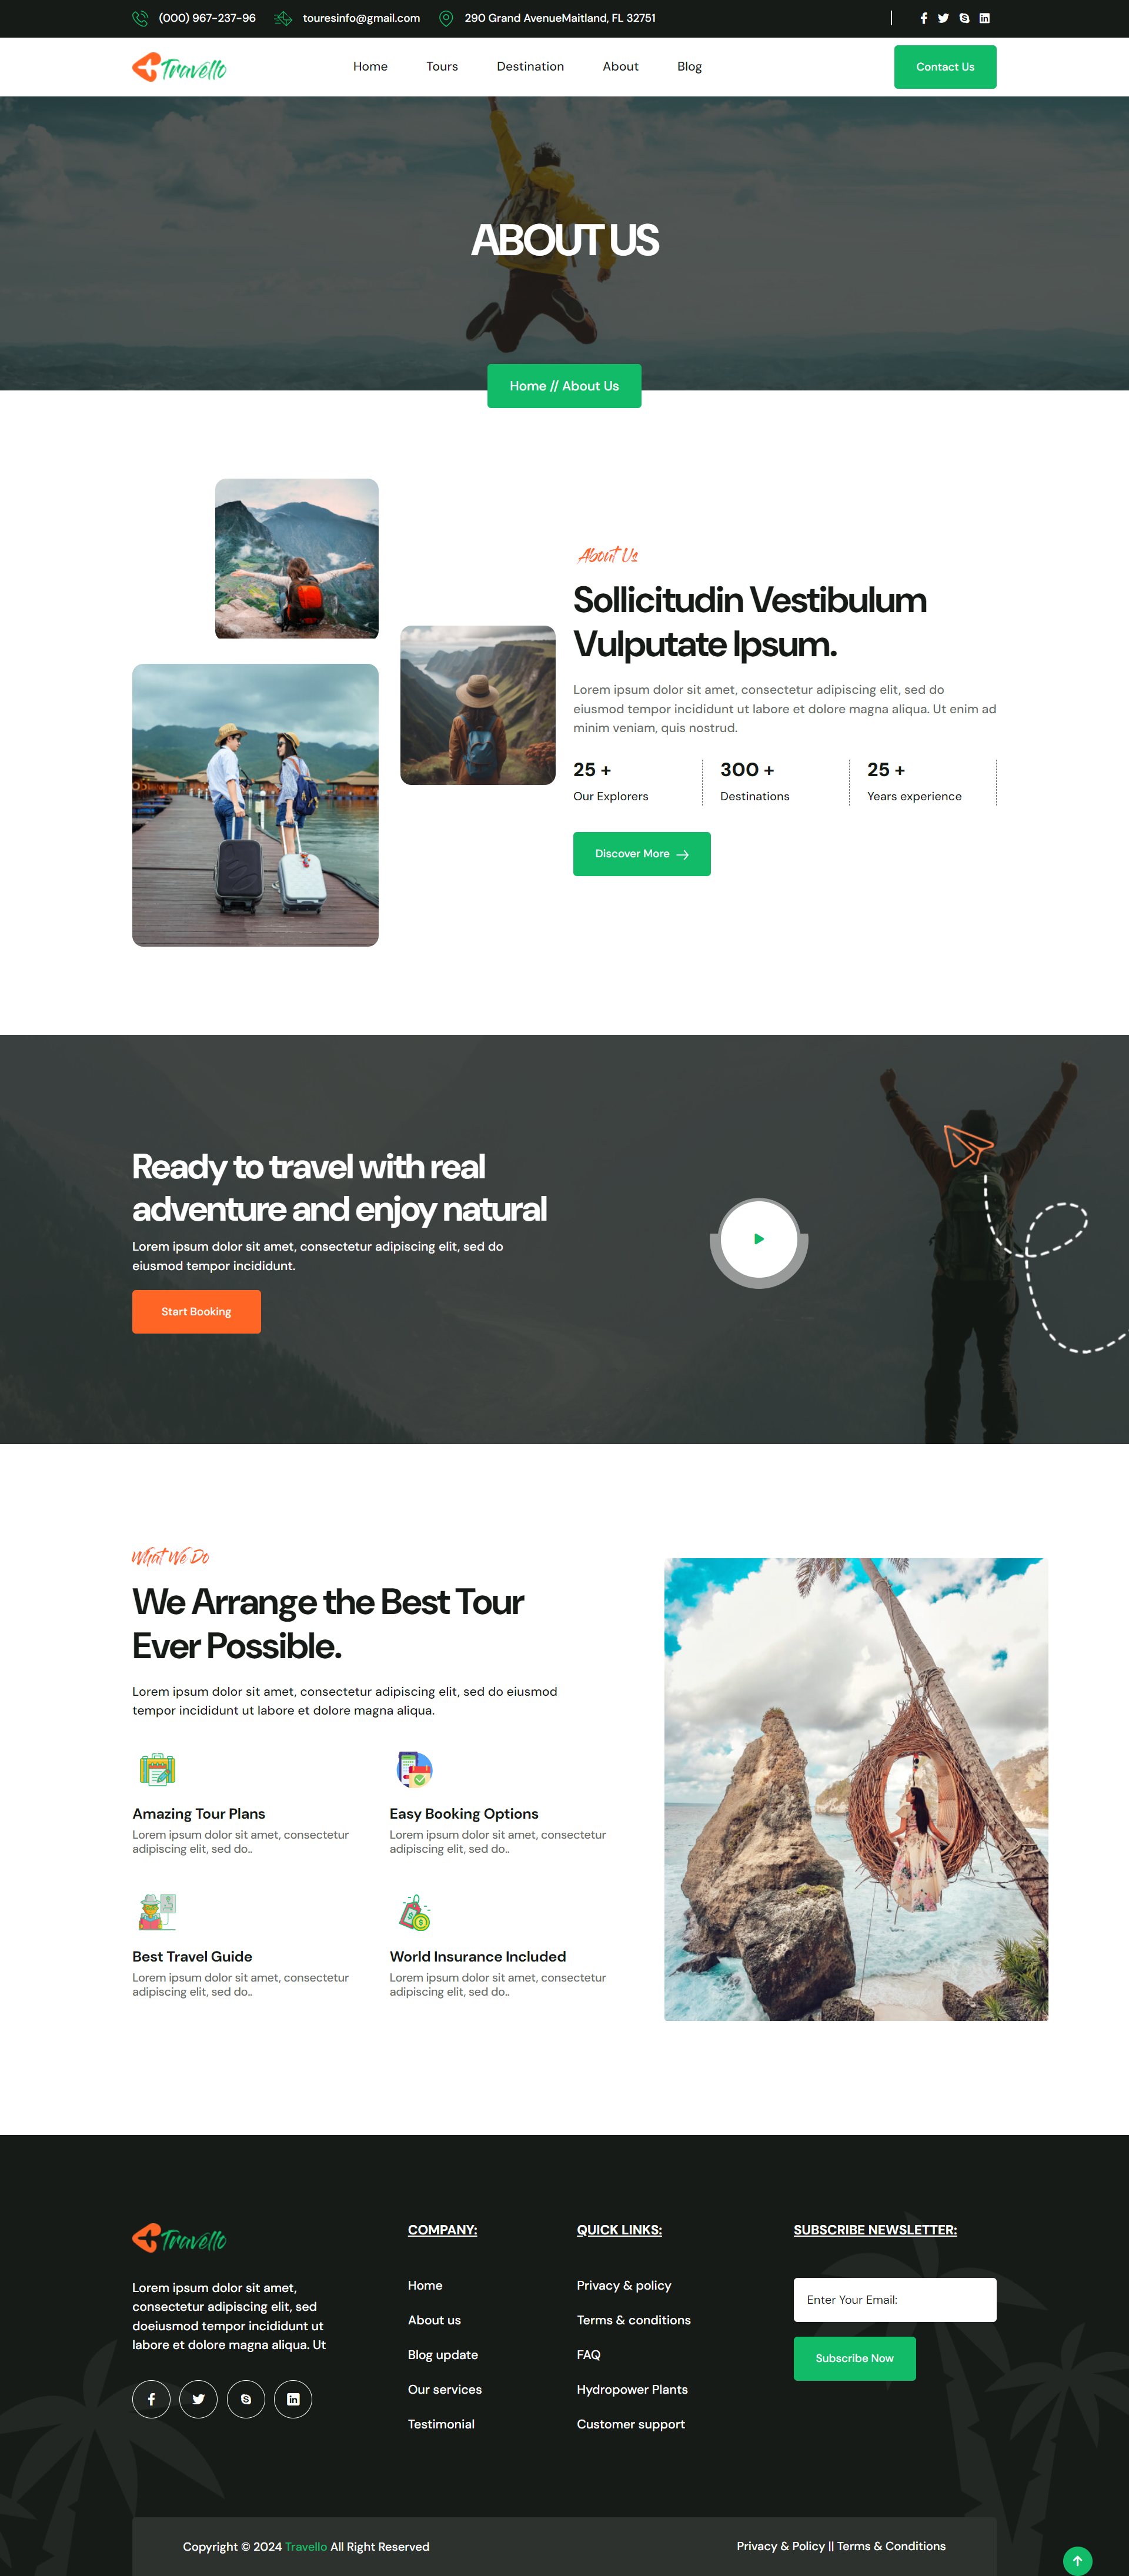 (000) 967-237-96
touresinfo@gmail.com
290 Grand AvenueMaitland, FL 32751
Travello
Home
Tours
Destination
About
Blog
Contact Us
ABOUT US
Home // About Us
About Us
Sollicitudin Vestibulum
Vulputate Ipsum.
Lorem ipsum dolor sit amet, consectetur adipiscing elit, sed do
eiusmod tempor incididunt ut labore et dolore magna aliqua. Ut enim ad
minim veniam, quis nostrud.
25 +
Our Explorers
300 +
Destinations
25 +
Years experience
Discover More
Ready to travel with real
adventure and enjoy natural
Lorem ipsum dolor sit amet, consectetur adipiscing elit, sed do
eiusmod tempor incididunt.
Start Booking
What We Do
We Arrange the Best Tour
Ever Possible.
Lorem ipsum dolor sit amet, consectetur adipiscing elit, sed do eiusmod
tempor incididunt ut labore et dolore magna aliqua.
Amazing Tour Plans
Lorem ipsum dolor sit amet, consectetur
adipiscing elit, sed do..
Easy Booking Options
Lorem ipsum dolor sit amet, consectetur
adipiscing elit, sed do..
Best Travel Guide
Lorem ipsum dolor sit amet, consectetur
adipiscing elit, sed do..
World Insurance Included
Lorem ipsum dolor sit amet, consectetur
adipiscing elit, sed do..
Travello
Lorem ipsum dolor sit amet,
consectetur adipiscing elit, sed
doeiusmod tempor incididunt ut
labore et dolore magna aliqua. Ut
COMPANY:
Home
About us
Blog update
Our services
Testimonial
QUICK LINKS:
Privacy & policy
Terms & conditions
FAQ
Hydropower Plants
Customer support
SUBSCRIBE NEWSLETTER:
Enter Your Email:
Subscribe Now
Copyright © 2024 Travello All Right Reserved
Privacy & Policy || Terms & Conditions